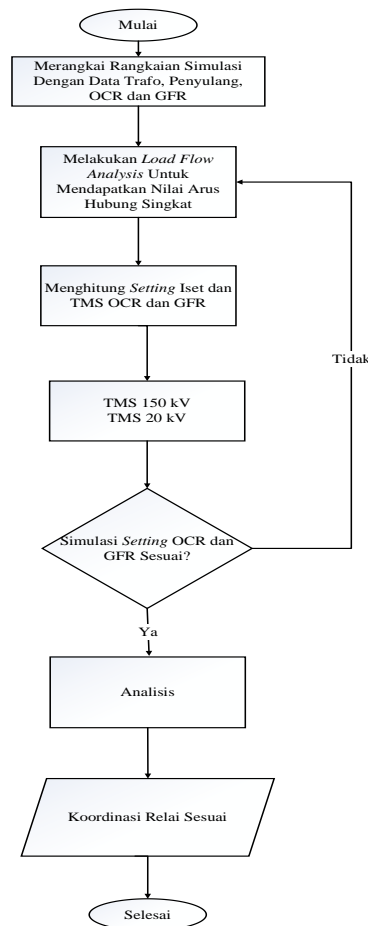 Mulai
Merangkai Rangkaian Simulasi
Dengan Data Trafo, Penyulang,
OCR dan GFR
Melakukan Load Flow
Analysis Untuk
Mendapatkan Nilai Arus
Hubung Singkat
Menghitung Setting Iset dan
TMS OCR dan GFR
Tidak
TMS 150 kV
TMS 20 kV
Simulasi Setting OCR dan
GFR Sesuai?
Ya
Analisis
Koordinasi Relai Sesuai
Selesai